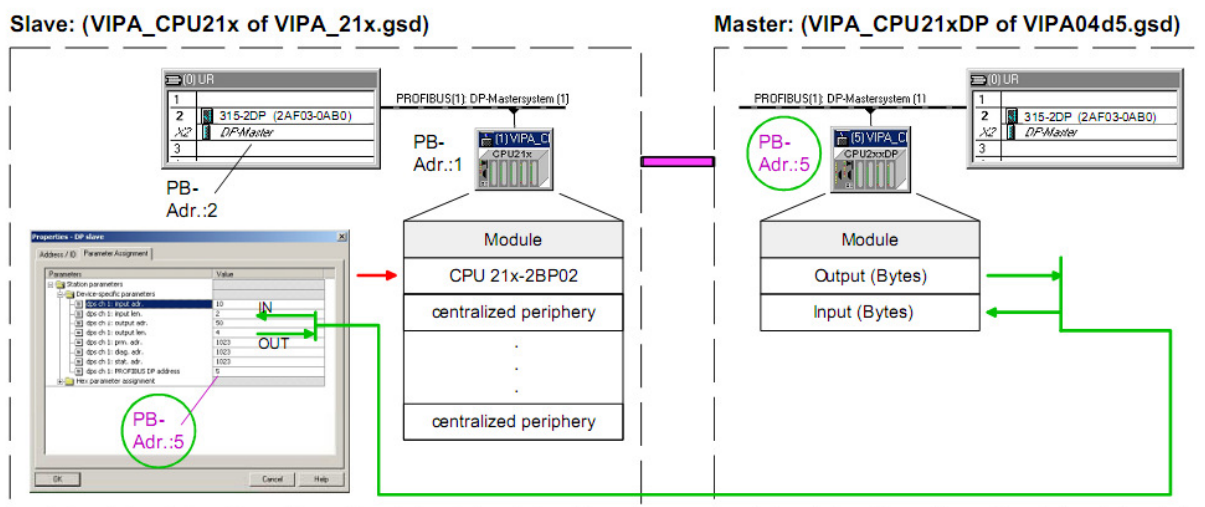 Slave: (VIPA_CPU21x of VIPA_21x.gsd)
Master: (VIPA_CPU21xDP of VIPA04d5.gsd)
(0) UR
1
2 315-2DP (2AF03-0AB0)
X2 DP-Master
3
PB-
Adr.:2
PROFIBUS(1): DP-Mastersystem (1)
PB-
Adr.:1
(1) VIPA_C
CPU21x
Module
CPU 21x-2BP02
centralized periphery
.
.
.
centralized periphery
Properties - DP slave
Address / ID Parameter Assignment
Parameters Value
Station parameters
Device-specific parameters
dps ch 1: input adr. 10
dps ch 1: input len. 2
dps ch 1: output adr. 50
dps ch 1: output len. 4
dps ch 1: prm. adr. 1023
dps ch 1: diag. adr. 1023
dps ch 1: stat. adr. 1023
dps ch 1: PROFIBUS DP address 5
Hex parameter assignment
IN
OUT
PB-
Adr.:5
OK Cancel Help
PROFIBUS(1): DP-Mastersystem (1)
PB-
Adr.:5
(5) VIPA_C
CPU2xxDP
(0) UR
1
2 315-2DP (2AF03-0AB0)
X2 DP-Master
3
Module
Output (Bytes)
Input (Bytes)